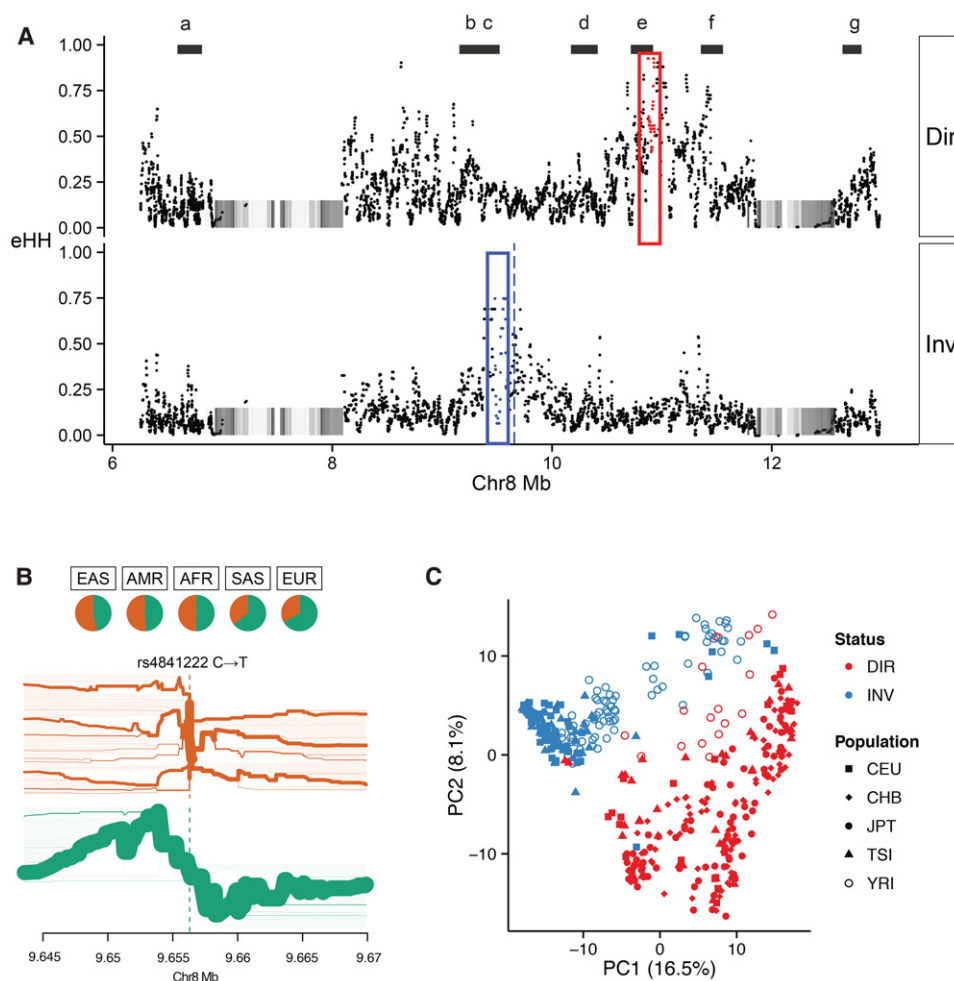 A
a b c d e f g
1.00
0.75
0.50
0.25
0.00
Dir
eHH
1.00
0.75
0.50
0.25
0.00
Inv
6 8 10 12
Chr8 Mb
B
EAS AMR AFR SAS EUR
rs4841222 C→T
9.645 9.65 9.655 9.66 9.665 9.67
Chr8 Mb
C
10
0
−10
PC2 (8.1%)
−10 0 10
PC1 (16.5%)
Status
DIR
INV
Population
CEU
CHB
JPT
TSI
YRI